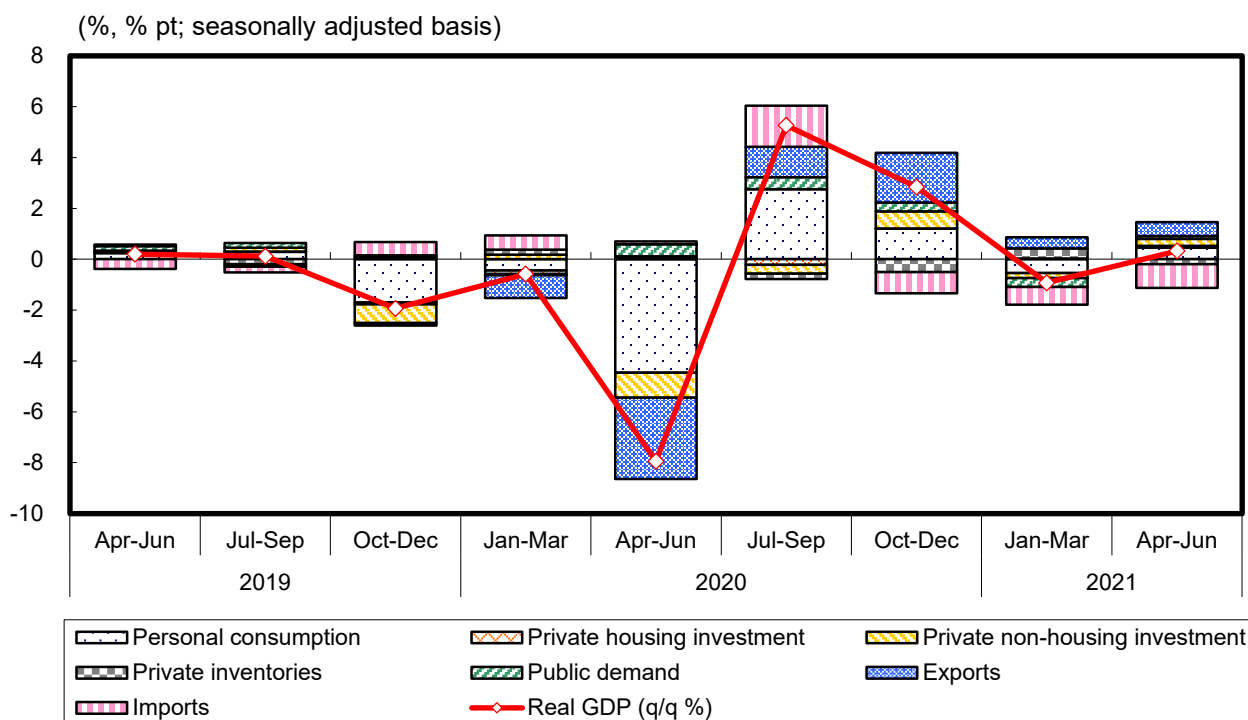 (%, % pt; seasonally adjusted basis)
8
6
4
2
0
-2
-4
-6
-8
-10
Apr-Jun Jul-Sep Oct-Dec Jan-Mar Apr-Jun Jul-Sep Oct-Dec Jan-Mar Apr-Jun
2019 2020 2021
Personal consumption Private housing investment Private non-housing investment
Private inventories Public demand Exports
Imports Real GDP (q/q %)